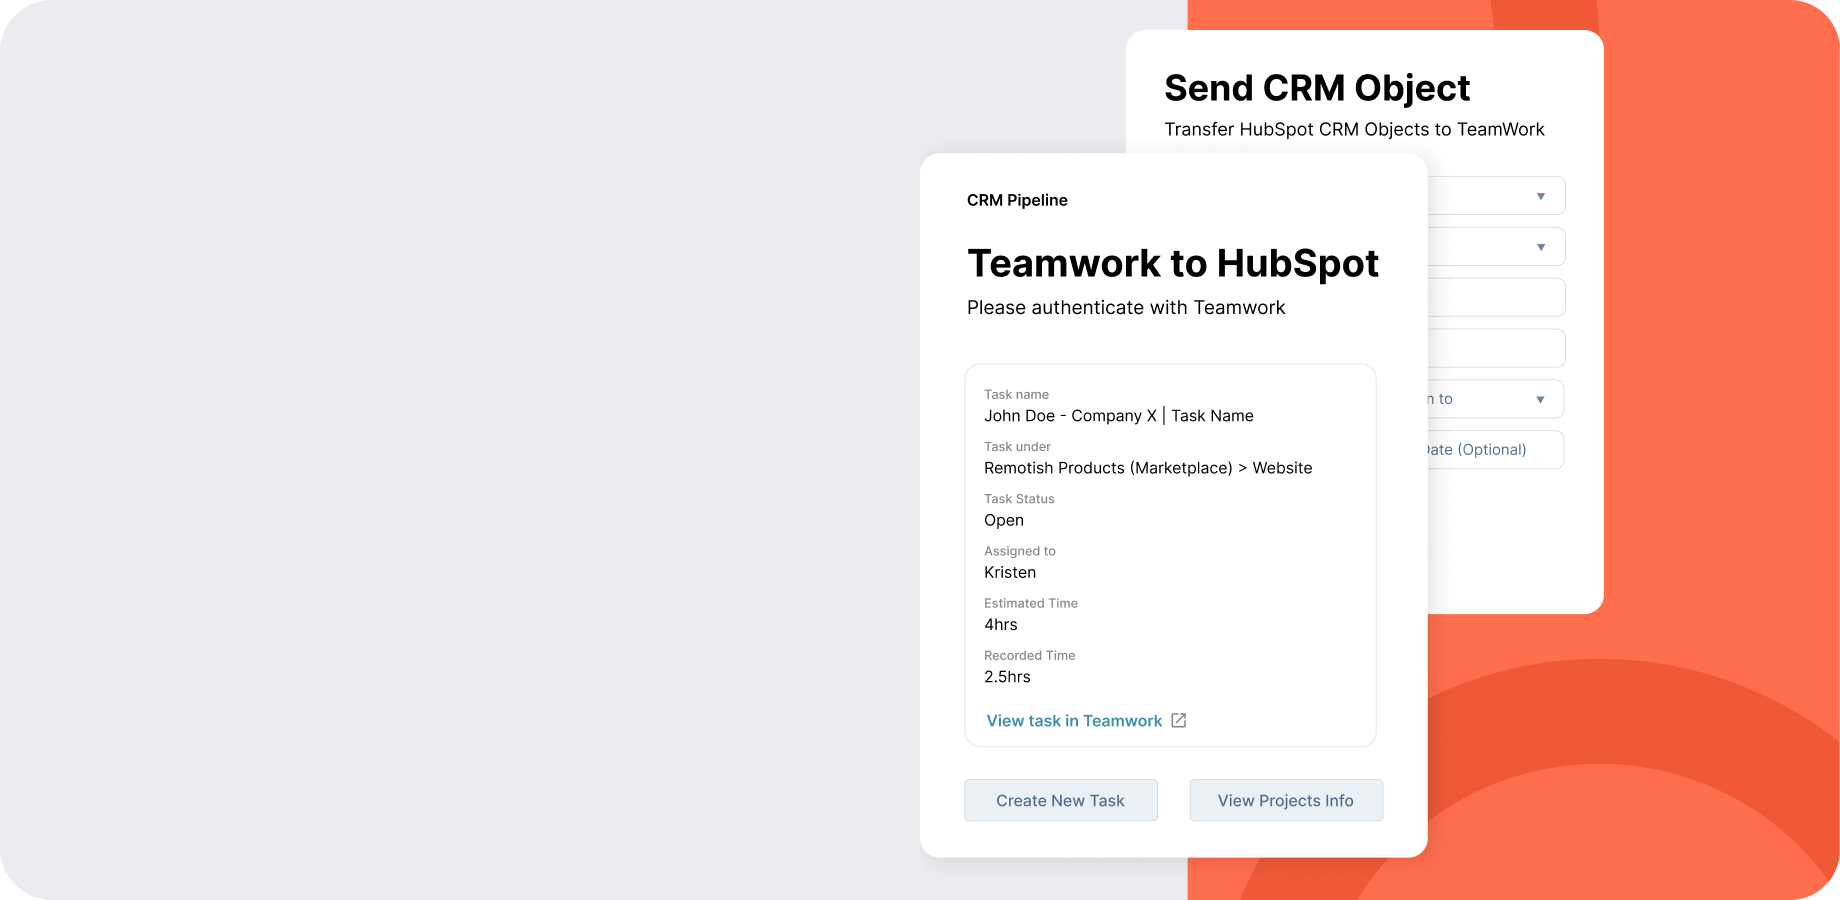 Send CRM Object
Transfer HubSpot CRM Objects to TeamWork
to
(Optional)
CRM Pipeline
Teamwork to HubSpot
Please authenticate with Teamwork
Task name
John Doe - Company X | Task Name
Task under
Remotish Products (Marketplace) > Website
Task Status
Open
Assigned to
Kristen
Estimated Time
4hrs
Recorded Time
2.5hrs
View task in Teamwork
Create New Task
View Projects Info